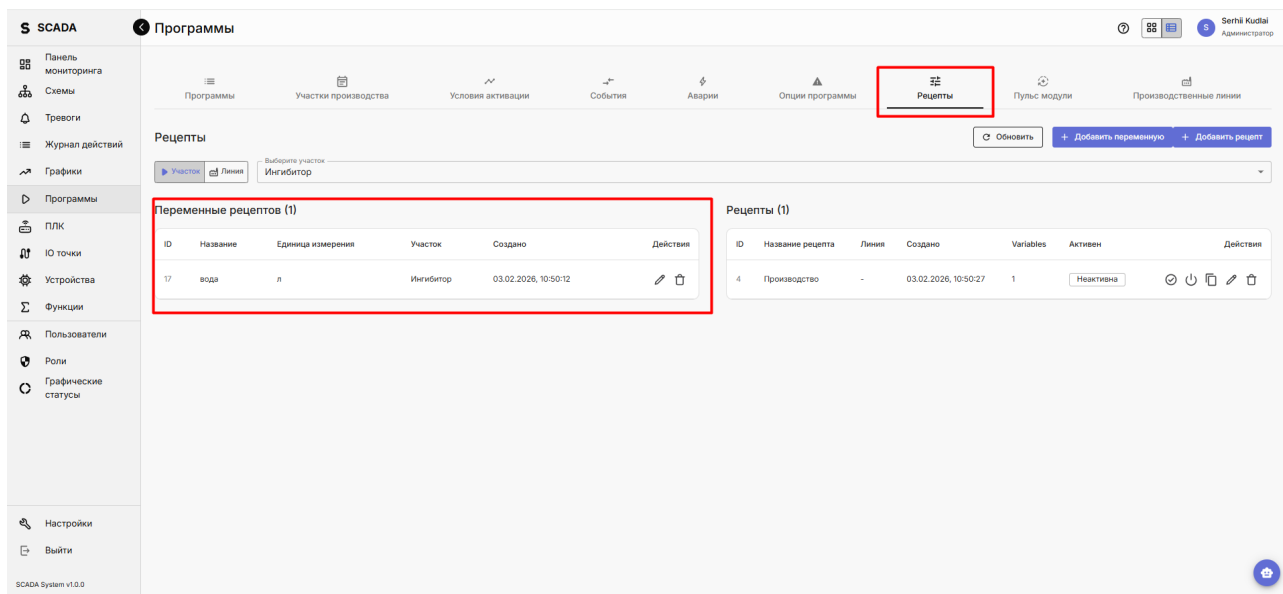 S SCADA
Программы
Serhii Kudlai
S
Администратор
Панель
мониторинга
Схемы
Тревоги
Журнал действий
Графики
Программы
ПЛК
IO точки
Устройства
Функции
Пользователи
Роли
Графические
статусы
Настройки
Выйти
SCADA System v1.0.0
Программы Участки производства Условия активации События Аварии Опции программы Рецепты Пульс модули Производственные линии
Рецепты
Обновить + Добавить переменную + Добавить рецепт
Участок Линия
Выберите участок
Ингибитор
Переменные рецептов (1)
ID Название Единица измерения Участок Создано Действия
17 вода л Ингибитор 03.02.2026, 10:50:12
Рецепты (1)
ID Название рецепта Линия Создано Variables Активен Действия
4 Производство - 03.02.2026, 10:50:27 1 Неактивна